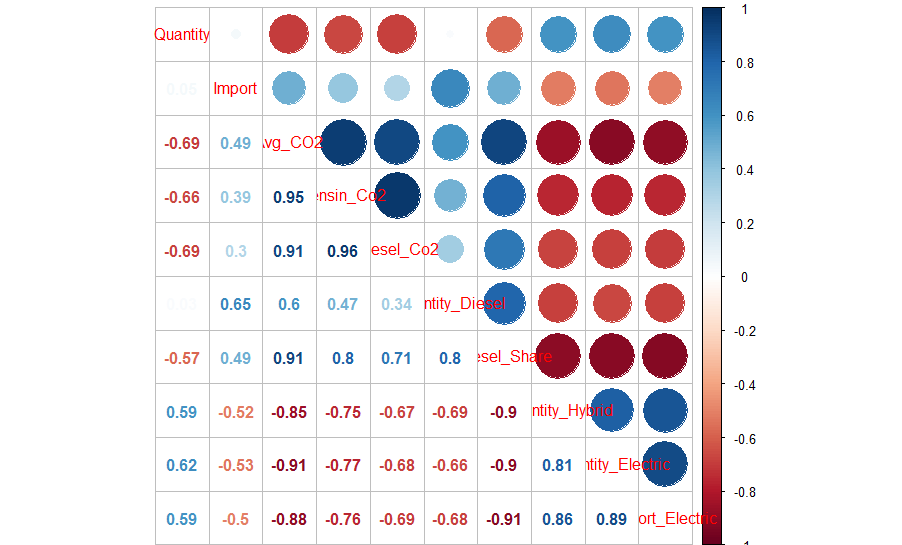 Quantity
0.05 Import
-0.69 0.49 Avg_CO2
-0.66 0.39 0.95 ensin_Co2
-0.69 0.3 0.91 0.96 esel_Co2
0.65 0.6 0.47 0.34 ntity_Diesel
-0.57 0.49 0.91 0.8 0.71 0.8 esel_Share
0.59 -0.52 -0.85 -0.75 -0.67 -0.69 -0.9 ntity_Hybrid
0.62 -0.53 -0.91 -0.77 -0.68 -0.66 -0.9 0.81 ntity_Electric
0.59 -0.5 -0.88 -0.76 -0.69 -0.68 -0.91 0.86 0.89 ort_Electric
1
0.8
0.6
0.4
0.2
0
-0.2
-0.4
-0.6
-0.8
-1